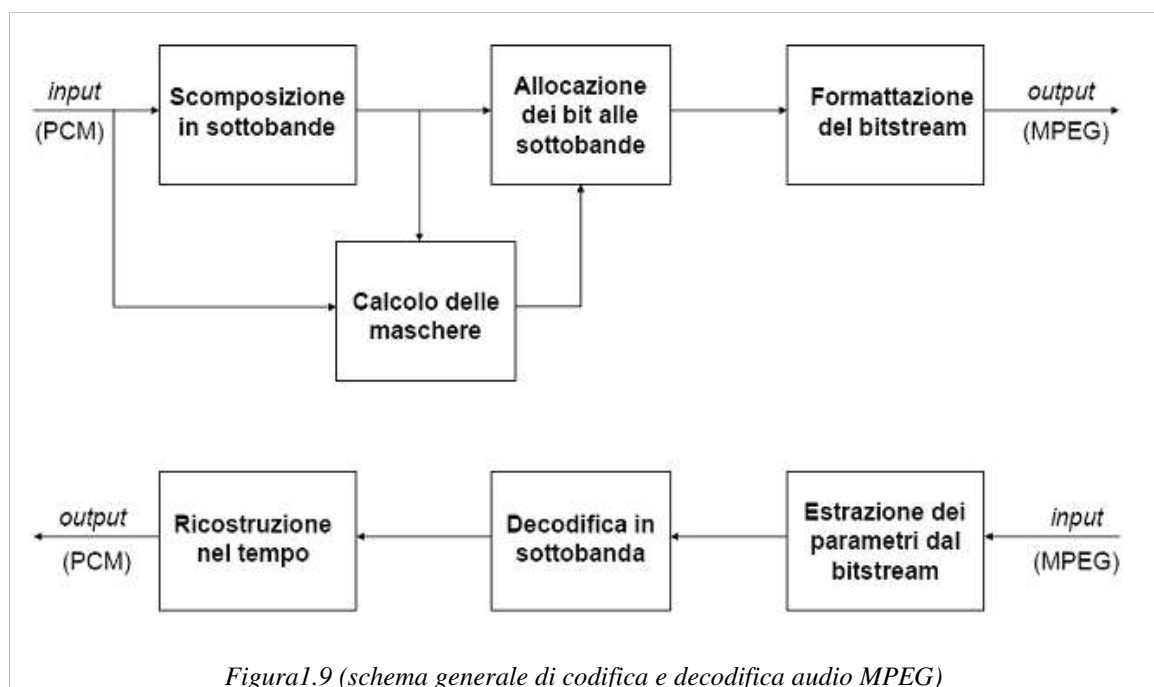 input
(PCM)
Scomposizione
in sottobande
Allocazione
dei bit alle
sottobande
Formattazione
del bitstream
output
(MPEG)
Calcolo delle
maschere
output
(PCM)
Ricostruzione
nel tempo
Decodifica in
sottobanda
Estrazione dei
parametri dal
bitstream
input
(MPEG)
Figura1.9 (schema generale di codifica e decodifica audio MPEG)